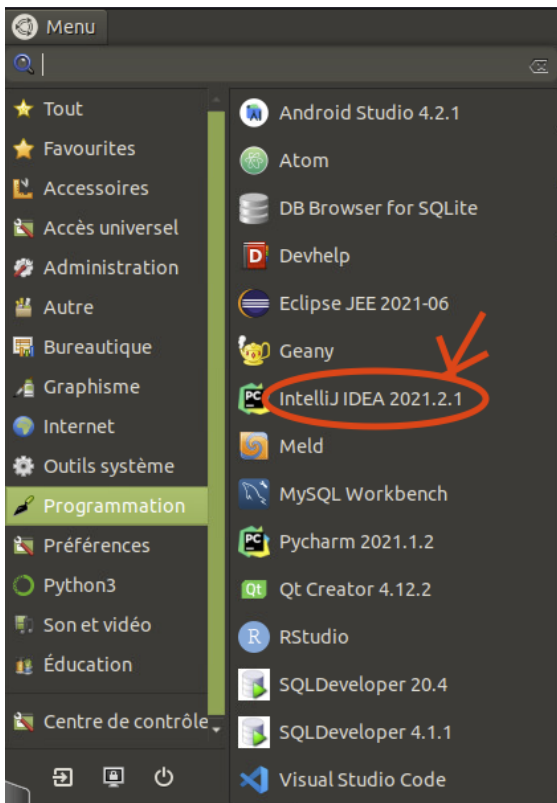 Menu
Tout
Favourites
Accessoires
Accès universel
Administration
Autre
Bureautique
Graphisme
Internet
Outils système
Programmation
Préférences
Python3
Son et vidéo
Éducation
Centre de contrôle
Android Studio 4.2.1
Atom
DB Browser for SQLite
Devhelp
Eclipse JEE 2021-06
Geany
PC
IntelliJ IDEA 2021.2.1
Meld
MySQL Workbench
PC
Pycharm 2021.1.2
Qt
Qt Creator 4.12.2
R
RStudio
SQLDeveloper 20.4
SQLDeveloper 4.1.1
Visual Studio Code